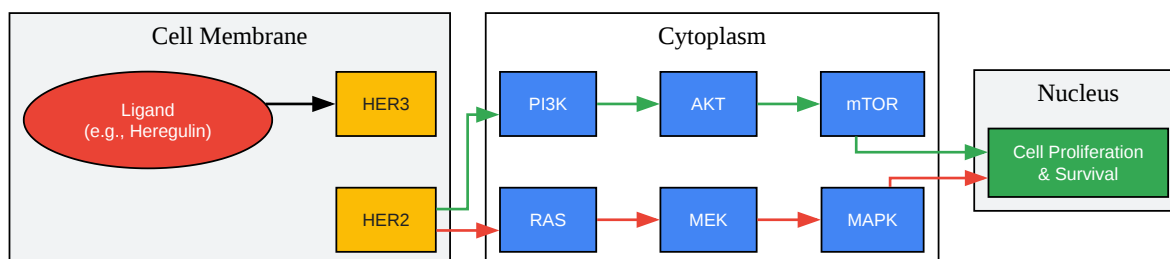 Cell Membrane
Ligand
(e.g., Heregulin)
HER3
HER2
Cytoplasm
PI3K
AKT
mTOR
RAS
MEK
MAPK
Nucleus
Cell Proliferation
& Survival